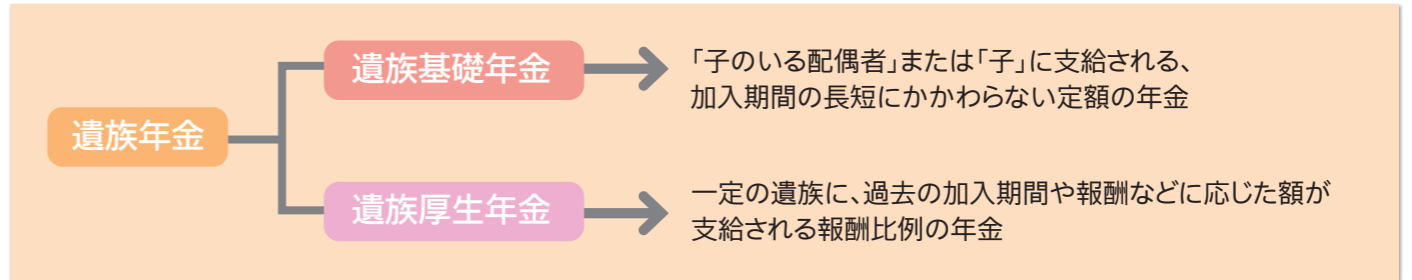 遺族年金
遺族基礎年金
「子のいる配偶者」または「子」に支給される、
加入期間の長短にかかわらない定額の年金
遺族厚生年金
一定の遺族に、過去の加入期間や報酬などに応じた額が
支給される報酬比例の年金